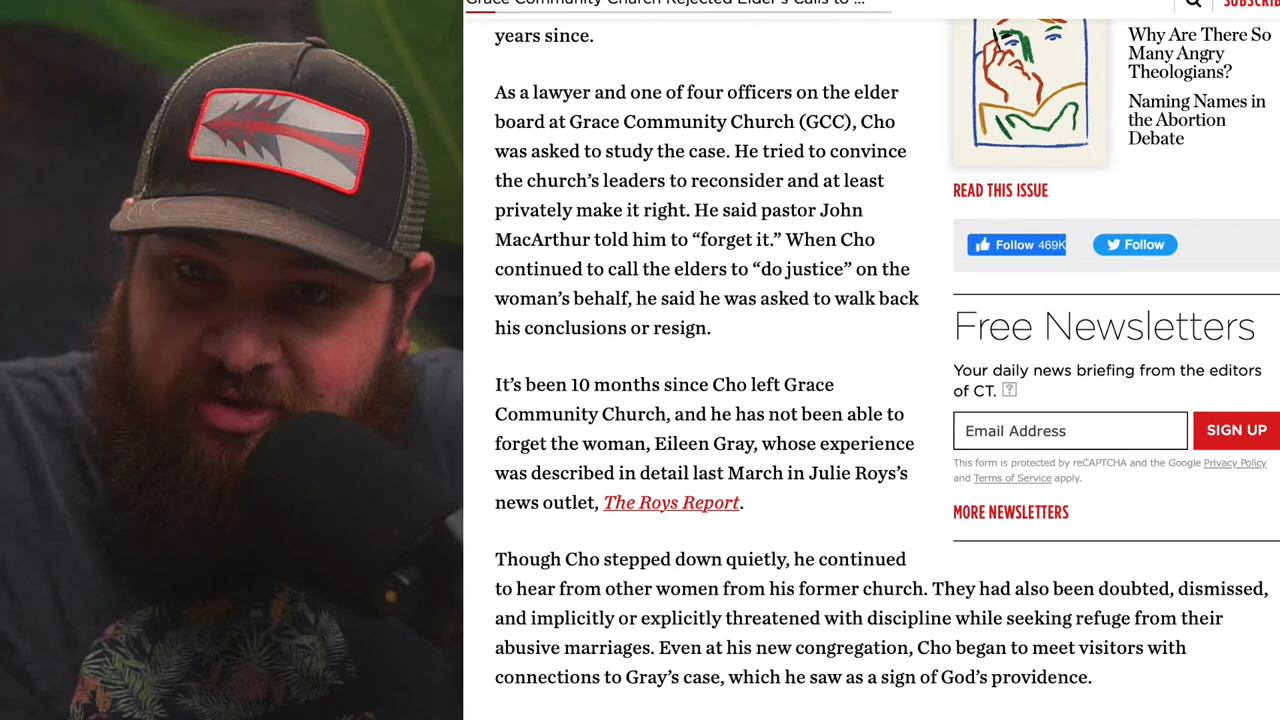 Grace Community Church Rejected Elder's Calls to ...
SUBSCRIB
years since.
As a lawyer and one of four officers on the elder
board at Grace Community Church (GCC), Cho
was asked to study the case. He tried to convince
the church’s leaders to reconsider and at least
privately make it right. He said pastor John
MacArthur told him to “forget it.” When Cho
continued to call the elders to “do justice” on the
woman’s behalf, he said he was asked to walk back
his conclusions or resign.
It’s been 10 months since Cho left Grace
Community Church, and he has not been able to
forget the woman, Eileen Gray, whose experience
was described in detail last March in Julie Roys’s
news outlet, The Roys Report.
Though Cho stepped down quietly, he continued
to hear from other women from his former church. They had also been doubted, dismissed,
and implicitly or explicitly threatened with discipline while seeking refuge from their
abusive marriages. Even at his new congregation, Cho began to meet visitors with
connections to Gray’s case, which he saw as a sign of God’s providence.
Why Are There So
Many Angry
Theologians?
Naming Names in
the Abortion
Debate
READ THIS ISSUE
Follow 469K
Follow
Free Newsletters
Your daily news briefing from the editors
of CT. ?
Email Address
SIGN UP
This form is protected by reCAPTCHA and the Google Privacy Policy
and Terms of Service apply.
MORE NEWSLETTERS